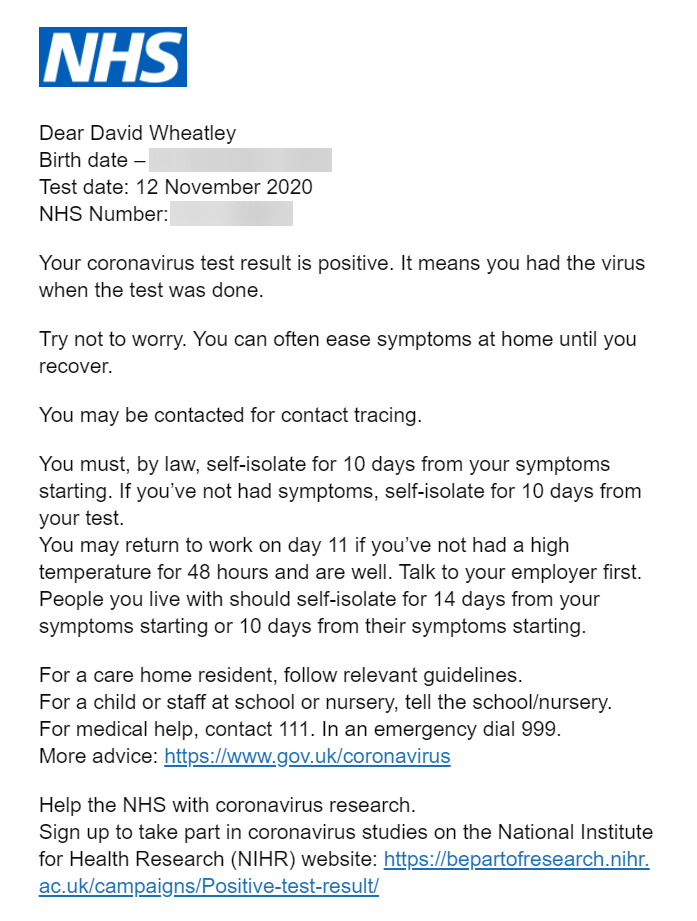 NHS
Dear David Wheatley
Birth date –
Test date: 12 November 2020
NHS Number:
Your coronavirus test result is positive. It means you had the virus
when the test was done.
Try not to worry. You can often ease symptoms at home until you
recover.
You may be contacted for contact tracing.
You must, by law, self-isolate for 10 days from your symptoms
starting. If you’ve not had symptoms, self-isolate for 10 days from
your test.
You may return to work on day 11 if you’ve not had a high
temperature for 48 hours and are well. Talk to your employer first.
People you live with should self-isolate for 14 days from your
symptoms starting or 10 days from their symptoms starting.
For a care home resident, follow relevant guidelines.
For a child or staff at school or nursery, tell the school/nursery.
For medical help, contact 111. In an emergency dial 999.
More advice: https://www.gov.uk/coronavirus
Help the NHS with coronavirus research.
Sign up to take part in coronavirus studies on the National Institute
for Health Research (NIHR) website: https://bepartofresearch.nihr.
ac.uk/campaigns/Positive-test-result/